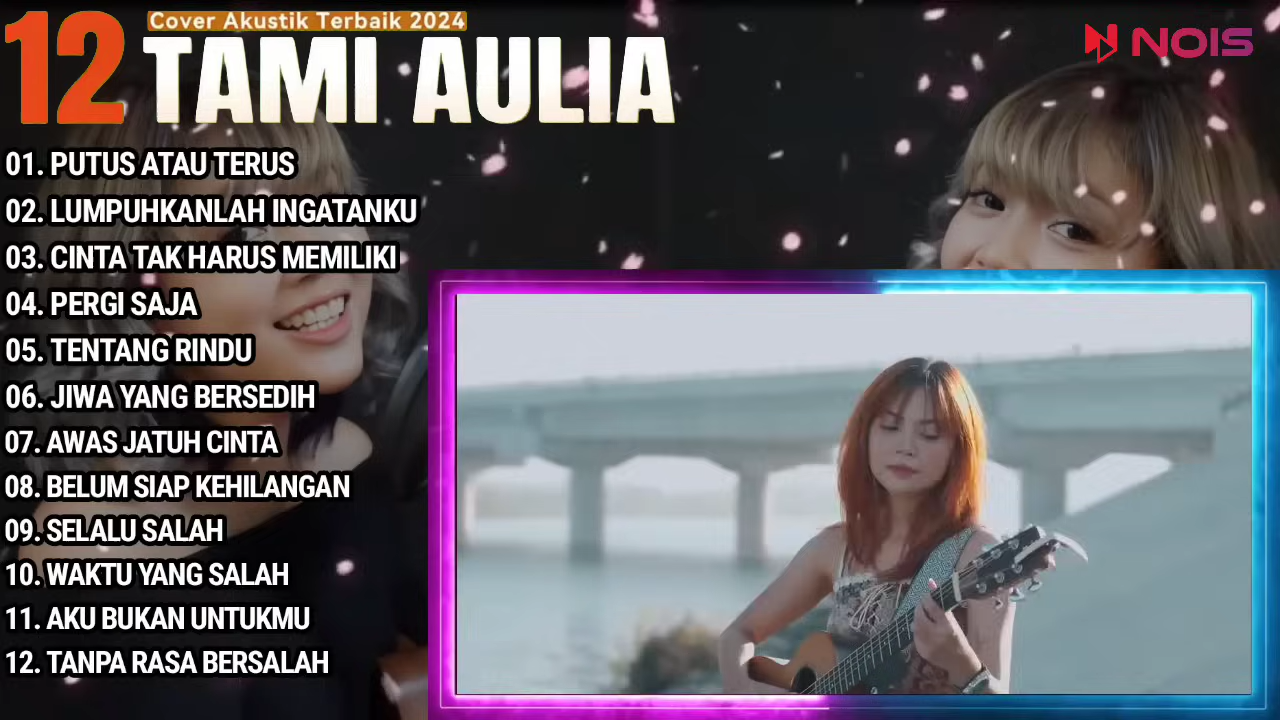 12
Cover Akustik Terbaik 2024
TAMI AULIA
NOIS
01. PUTUS ATAU TERUS
02. LUMPUHKANLAH INGATANKU
03. CINTA TAK HARUS MEMILIKI
04. PERGI SAJA
05. TENTANG RINDU
06. JIWA YANG BERSEDIH
07. AWAS JATUH CINTA
08. BELUM SIAP KEHILANGAN
09. SELALU SALAH
10. WAKTU YANG SALAH
11. AKU BUKAN UNTUKMU
12. TANPA RASA BERSALAH